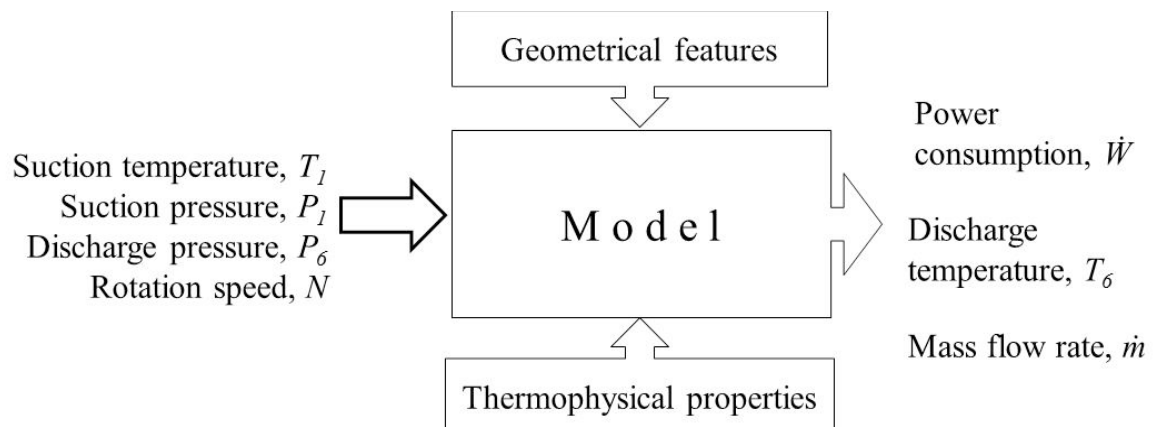 Geometrical features
Suction temperature, T₁
Suction pressure, P₁
Discharge pressure, P₆
Rotation speed, N
Model
Power
consumption, Ẇ
Discharge
temperature, T₆
Mass flow rate, ṁ
Thermophysical properties